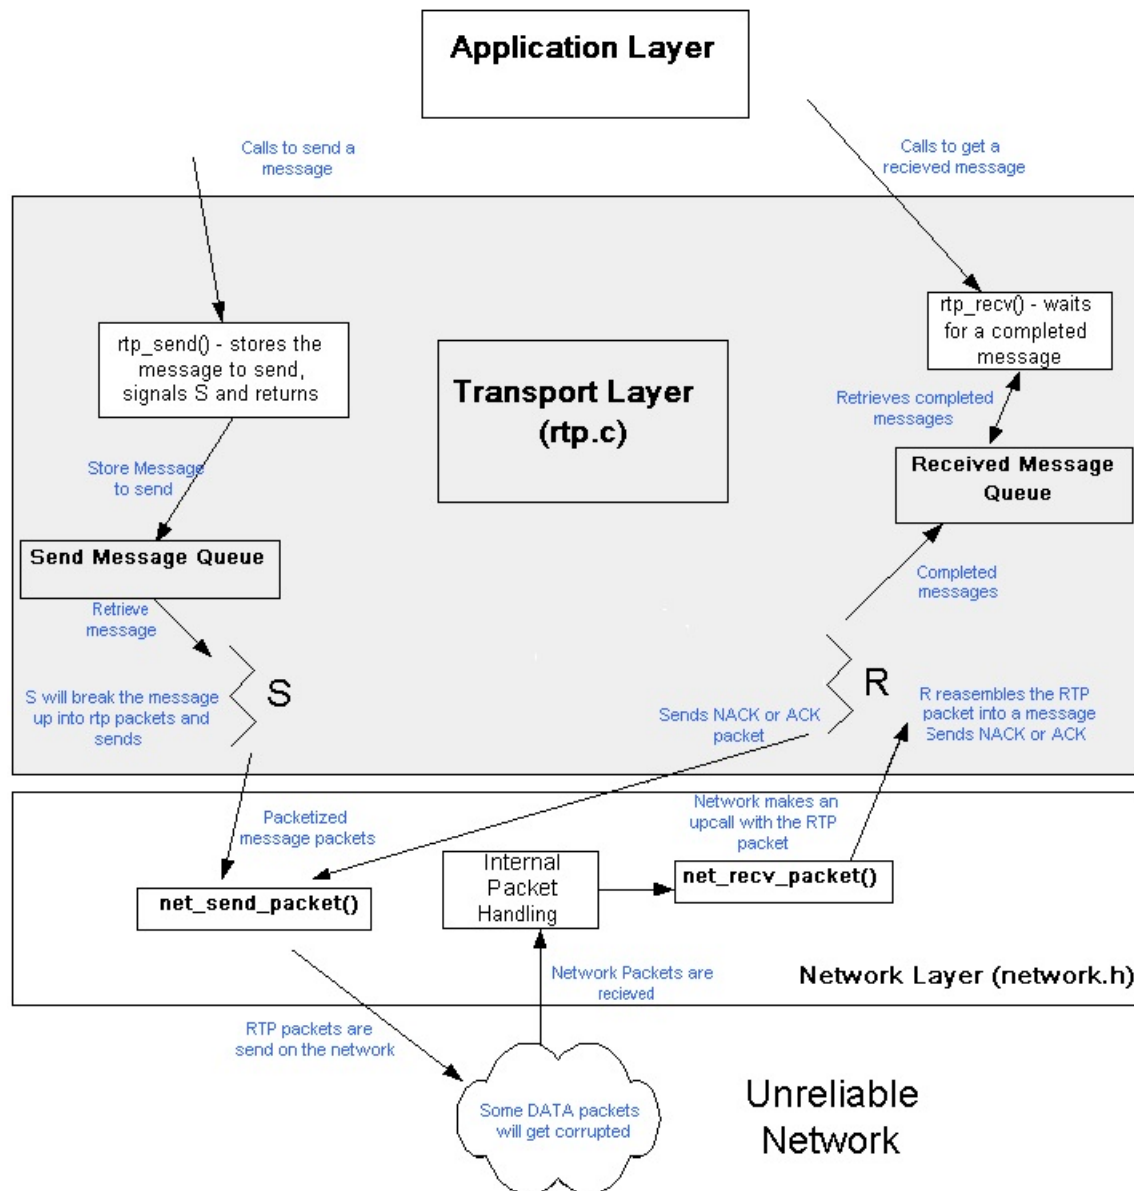 Application Layer
Calls to send a
message
Calls to get a
recieved message
rtp_send() - stores the
message to send,
signals S and returns
Transport Layer
(rtp.c)
rtp_recv() - waits
for a completed
message
Retrieves completed
messages
Store Message
to send
Received Message
Queue
Send Message Queue
Retrieve
message
Completed
messages
S will break the message
up into rtp packets and
sends
S
Sends NACK or ACK
packet
R
R reasembles the RTP
packet into a message
Sends NACK or ACK
Packetized
message packets
Network makes an
upcall with the RTP
packet
net_send_packet()
Internal
Packet
Handling
net_recv_packet()
Network Packets are
recieved
Network Layer (network.h)
RTP packets are
send on the network
Some DATA packets
will get corrupted
Unreliable
Network